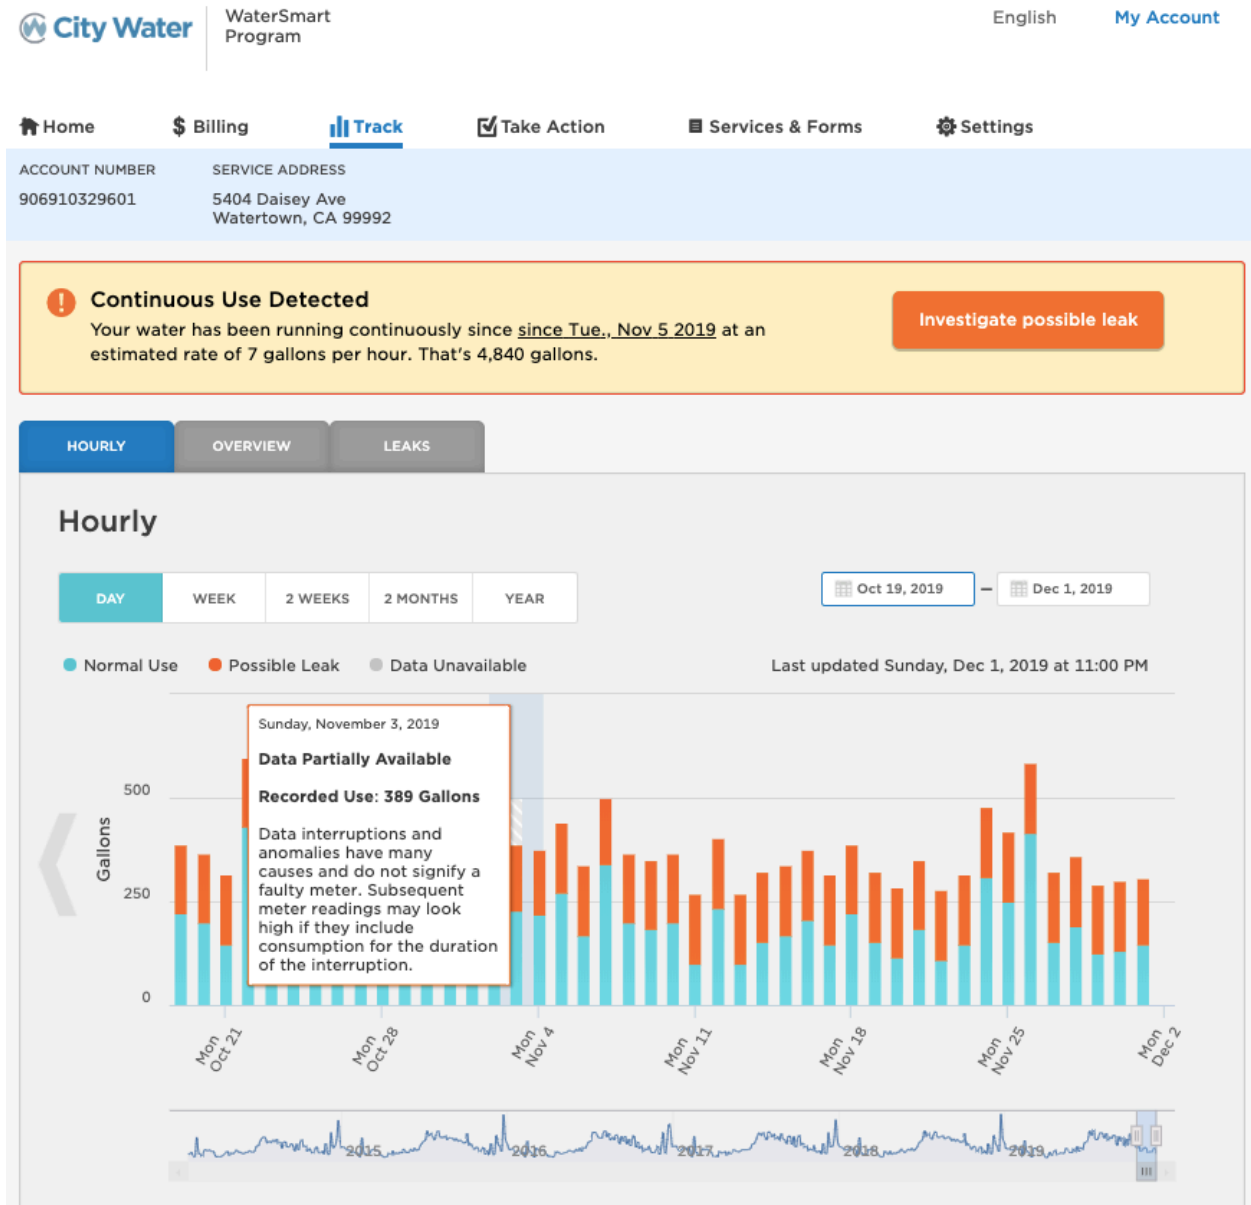 City Water
WaterSmart
Program
English
My Account
Home
Billing
Track
Take Action
Services & Forms
Settings
ACCOUNT NUMBER
SERVICE ADDRESS
906910329601
5404 Daisey Ave
Watertown, CA 99992
Continuous Use Detected
Your water has been running continuously since since Tue., Nov 5 2019 at an
estimated rate of 7 gallons per hour. That's 4,840 gallons.
Investigate possible leak
HOURLY
OVERVIEW
LEAKS
Hourly
DAY
WEEK
2 WEEKS
2 MONTHS
YEAR
Oct 19, 2019 – Dec 1, 2019
Normal Use
Possible Leak
Data Unavailable
Last updated Sunday, Dec 1, 2019 at 11:00 PM
Sunday, November 3, 2019
Data Partially Available
Recorded Use: 389 Gallons
Data interruptions and
anomalies have many
causes and do not signify a
faulty meter. Subsequent
meter readings may look
high if they include
consumption for the duration
of the interruption.
Gallons
500
250
0
Mon
Oct 21
Mon
Oct 28
Mon
Nov 4
Mon
Nov 11
Mon
Nov 18
Mon
Nov 25
Mon
Dec 2
2015
2016
2017
2018
2019